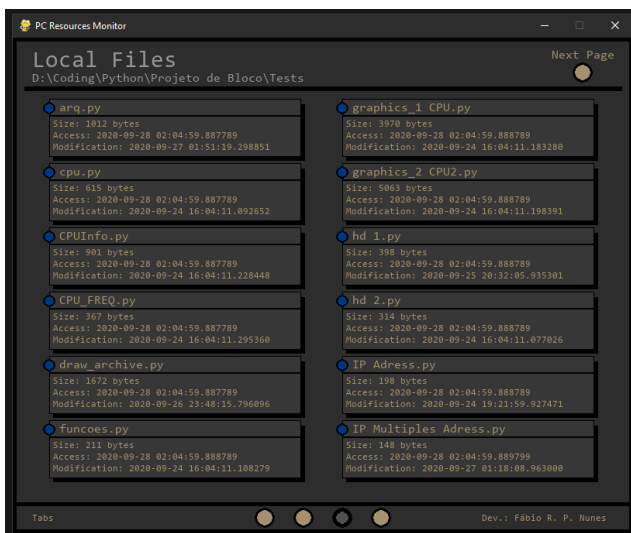 PC Resources Monitor
Local Files
Next Page
D:\Coding\Python\Projeto de Bloco\Tests
arq.py
Size: 1012 bytes
Access: 2020-09-28 02:04:59.887789
Modification: 2020-09-27 01:51:19.298851
cpu.py
Size: 615 bytes
Access: 2020-09-28 02:04:59.887789
Modification: 2020-09-24 16:04:11.092652
CPUInfo.py
Size: 901 bytes
Access: 2020-09-28 02:04:59.887789
Modification: 2020-09-24 16:04:11.228448
CPU_FREQ.py
Size: 367 bytes
Access: 2020-09-28 02:04:59.887789
Modification: 2020-09-24 16:04:11.295360
draw_archive.py
Size: 1672 bytes
Access: 2020-09-28 02:04:59.887789
Modification: 2020-09-26 23:48:15.796096
funcoes.py
Size: 211 bytes
Access: 2020-09-28 02:04:59.887789
Modification: 2020-09-24 16:04:11.108279
graphics_1 CPU.py
Size: 3970 bytes
Access: 2020-09-28 02:04:59.888789
Modification: 2020-09-24 16:04:11.183280
graphics_2 CPU2.py
Size: 5063 bytes
Access: 2020-09-28 02:04:59.888789
Modification: 2020-09-24 16:04:11.198391
hd 1.py
Size: 398 bytes
Access: 2020-09-28 02:04:59.888789
Modification: 2020-09-25 20:32:05.935301
hd 2.py
Size: 314 bytes
Access: 2020-09-28 02:04:59.888789
Modification: 2020-09-24 16:04:11.077026
IP Adress.py
Size: 198 bytes
Access: 2020-09-28 02:04:59.888789
Modification: 2020-09-24 19:21:59.927471
IP Multiples Adress.py
Size: 148 bytes
Access: 2020-09-28 02:04:59.889799
Modification: 2020-09-27 01:18:08.963000
Tabs
Dev.: Fábio R. P. Nunes